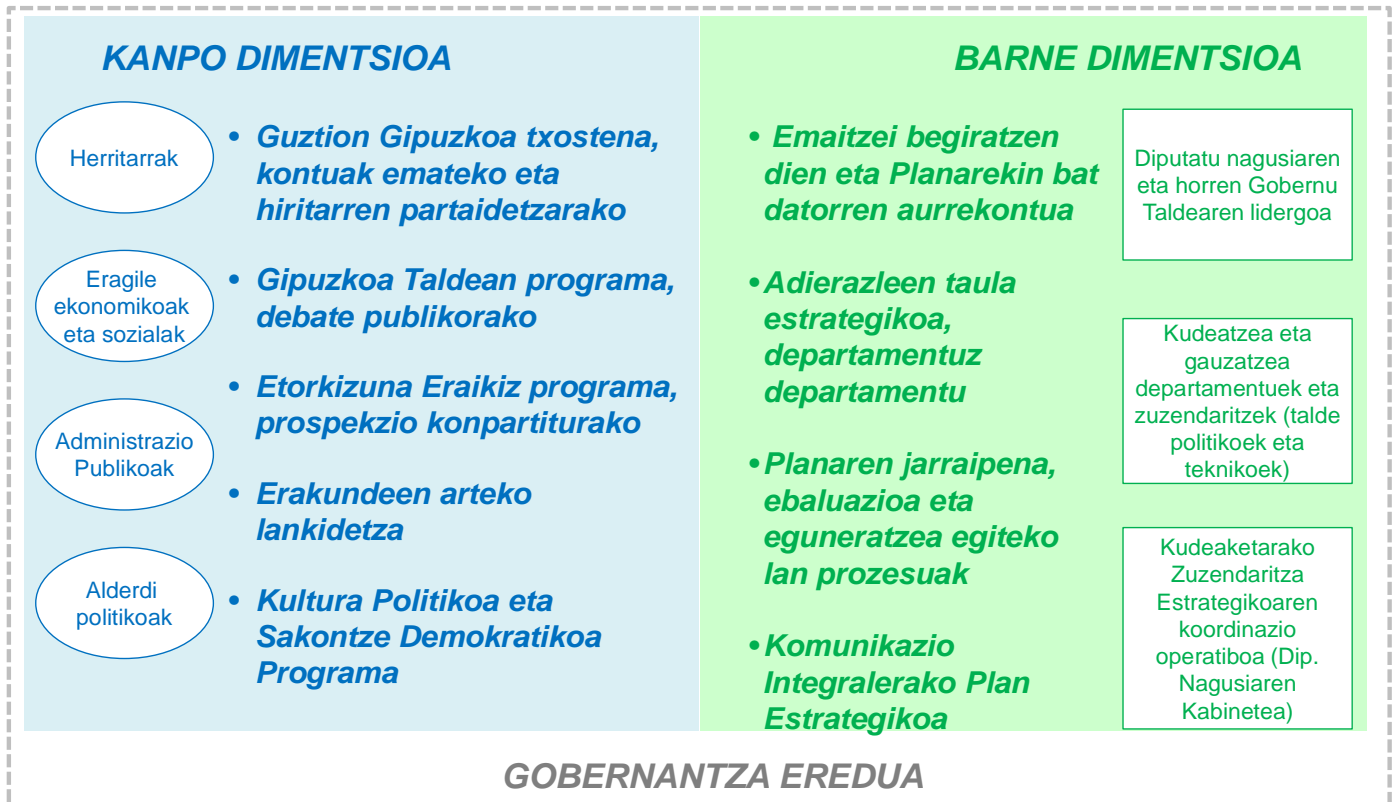 KANPO DIMENTSIOA
Herritarrak
Eragile
ekonomikoak
eta sozialak
Administrazio
Publikoak
Alderdi
politikoak
• Guztion Gipuzkoa txostena,
kontuak emateko eta
hiritarren partaidetzarako
• Gipuzkoa Taldean programa,
debate publikorako
• Etorkizuna Eraikiz programa,
prospekzio konpartiturako
• Erakundeen arteko
lankidetza
• Kultura Politikoa eta
Sakontze Demokratikoa
Programa
BARNE DIMENTSIOA
• Emaitzei begiratzen
dien eta Planarekin bat
datorren aurrekontua
• Adierazleen taula
estrategikoa,
departamentuz
departamentu
• Planaren jarraipena,
ebaluazioa eta
eguneratzea egiteko
lan prozesuak
• Komunikazio
Integralerako Plan
Estrategikoa
Diputatu nagusiaren
eta horren Gobernu
Taldearen lidergoa
Kudeatzea eta
gauzatzea
departamentuek eta
zuzendaritzek (talde
politikoek eta
teknikoek)
Kudeaketarako
Zuzendaritza
Estrategikoaren
koordinazio
operatiboa (Dip.
Nagusiaren
Kabinetea)
GOBERNANTZA EREDUA